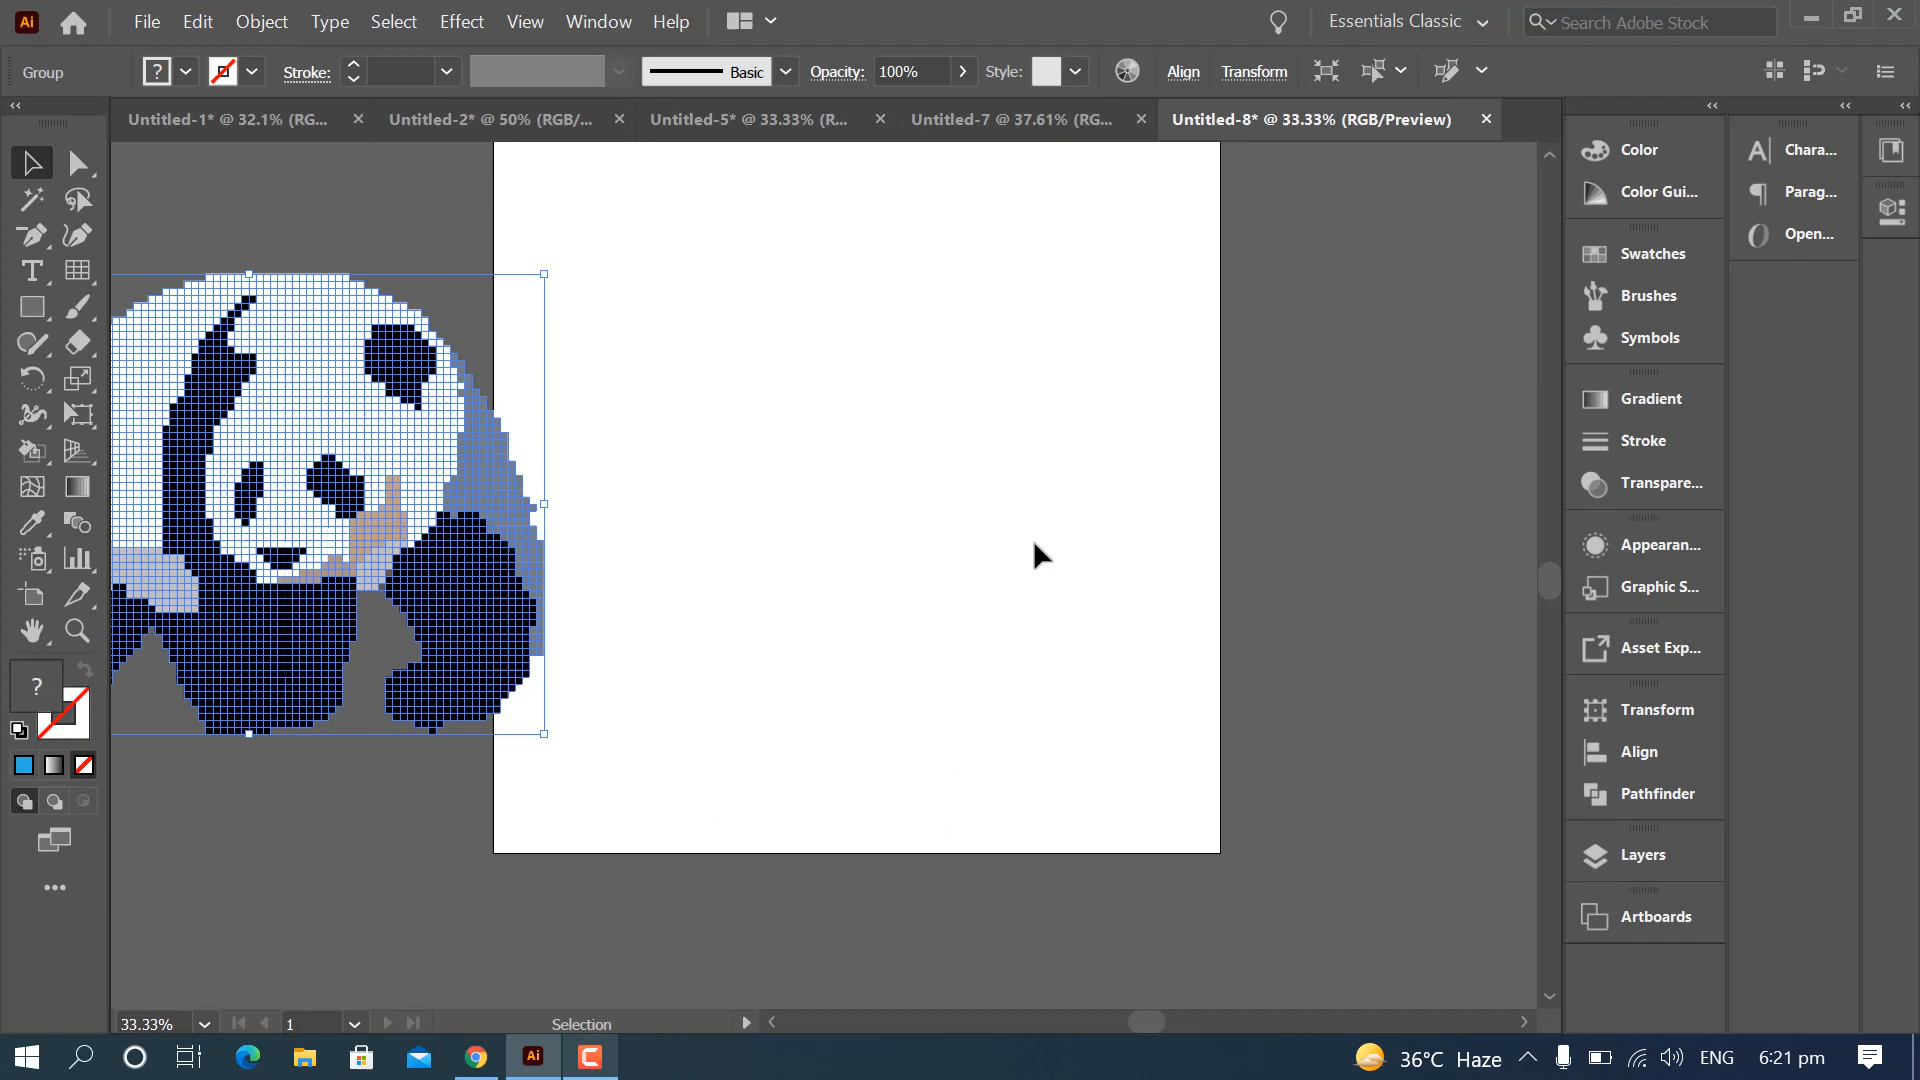 Ai File Edit Object Type Select Effect View Window Help Essentials Classic Search Adobe Stock
Group ? Stroke: Basic Opacity: 100% Style: Align Transform
Untitled-1* @ 32.1% (RG... Untitled-2* @ 50% (RGB/... Untitled-5* @ 33.33% (R... Untitled-7 @ 37.61% (RG... Untitled-8* @ 33.33% (RGB/Preview)
Color
Color Gui...
Swatches
Brushes
Symbols
Gradient
Stroke
Transpare...
Appearan...
Graphic S...
Asset Exp...
Transform
Align
Pathfinder
Layers
Artboards
Chara...
Parag...
Open...
?
33.33% 1 Selection
Ai 36°C Haze ENG 6:21 pm